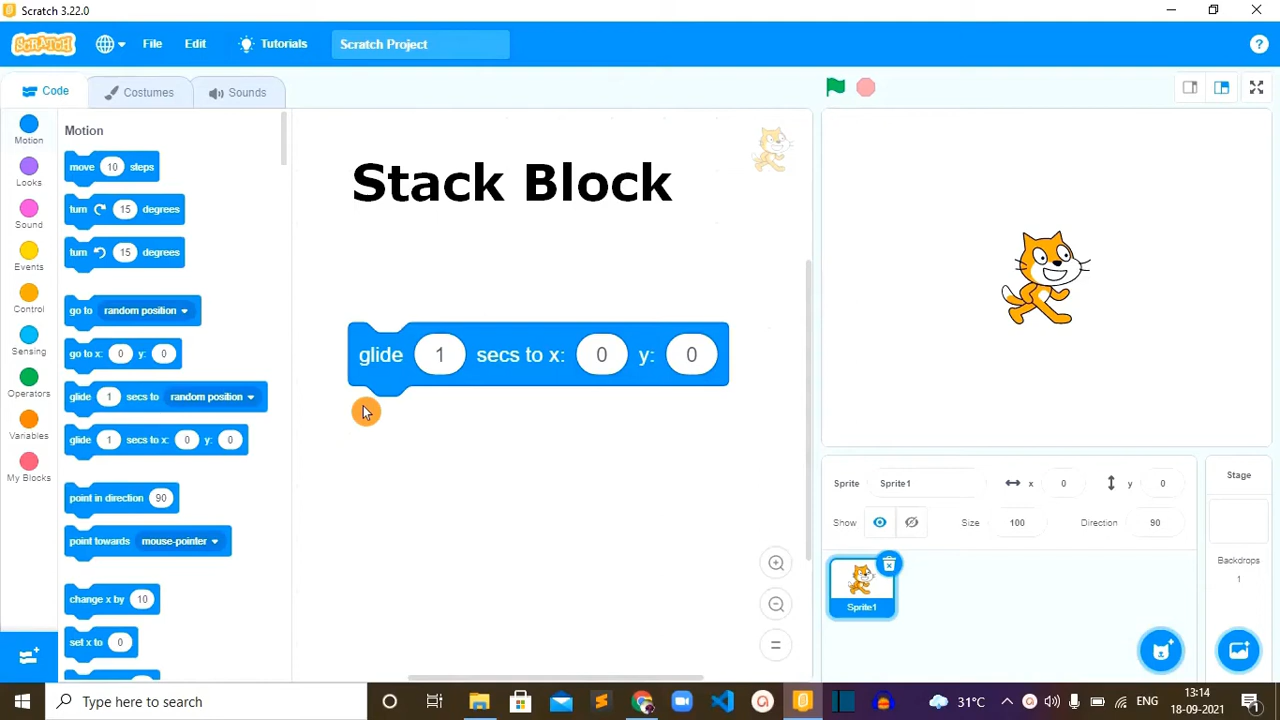 Scratch 3.22.0
SCRATCH File Edit Tutorials Scratch Project ?
Code Costumes Sounds
Motion
Looks
Sound
Events
Control
Sensing
Operators
Variables
My Blocks
Motion
move 10 steps
turn 15 degrees
turn 15 degrees
go to random position
go to x: 0 y: 0
glide 1 secs to random position
glide 1 secs to x: 0 y: 0
point in direction 90
point towards mouse-pointer
change x by 10
set x to 0
Stack Block
glide 1 secs to x: 0 y: 0
Sprite Sprite1 x 0 y 0
Show Size 100 Direction 90
Sprite1
Stage
Backdrops
1
Type here to search
31°C
ENG
13:14
18-09-2021
1